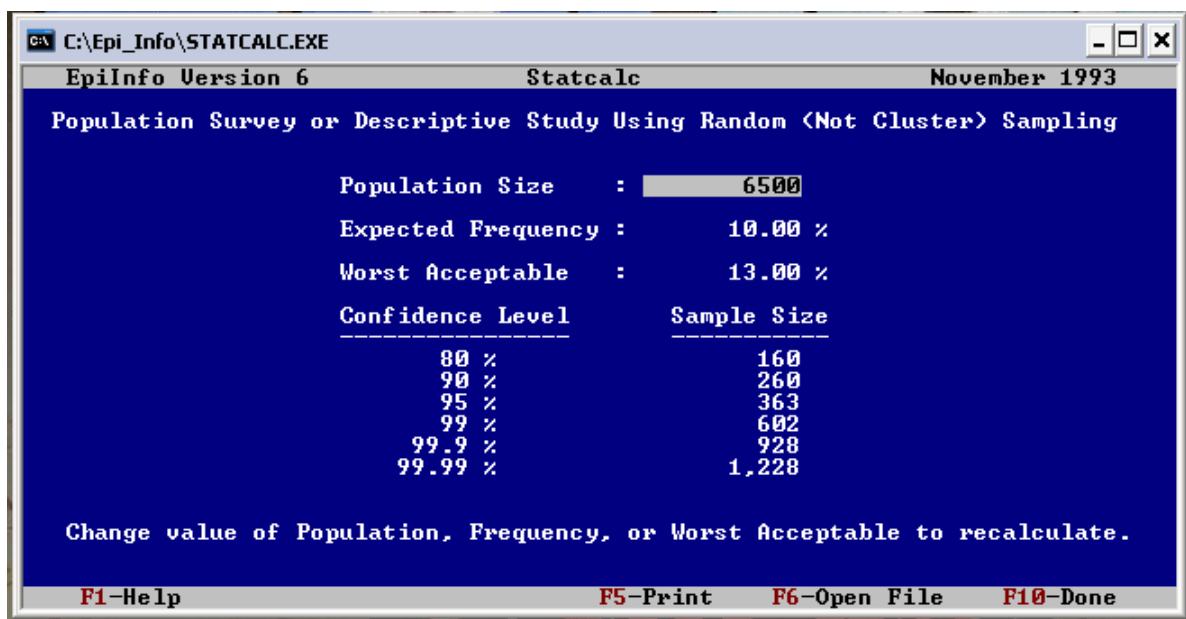 C:\Epi_Info\STATCALC.EXE
EpiInfo Version 6 Statcalc November 1993
Population Survey or Descriptive Study Using Random (Not Cluster) Sampling
Population Size : 6500
Expected Frequency : 10.00 %
Worst Acceptable : 13.00 %
Confidence Level Sample Size
80 % 160
90 % 260
95 % 363
99 % 602
99.9 % 928
99.99 % 1,228
Change value of Population, Frequency, or Worst Acceptable to recalculate.
F1-Help F5-Print F6-Open File F10-Done